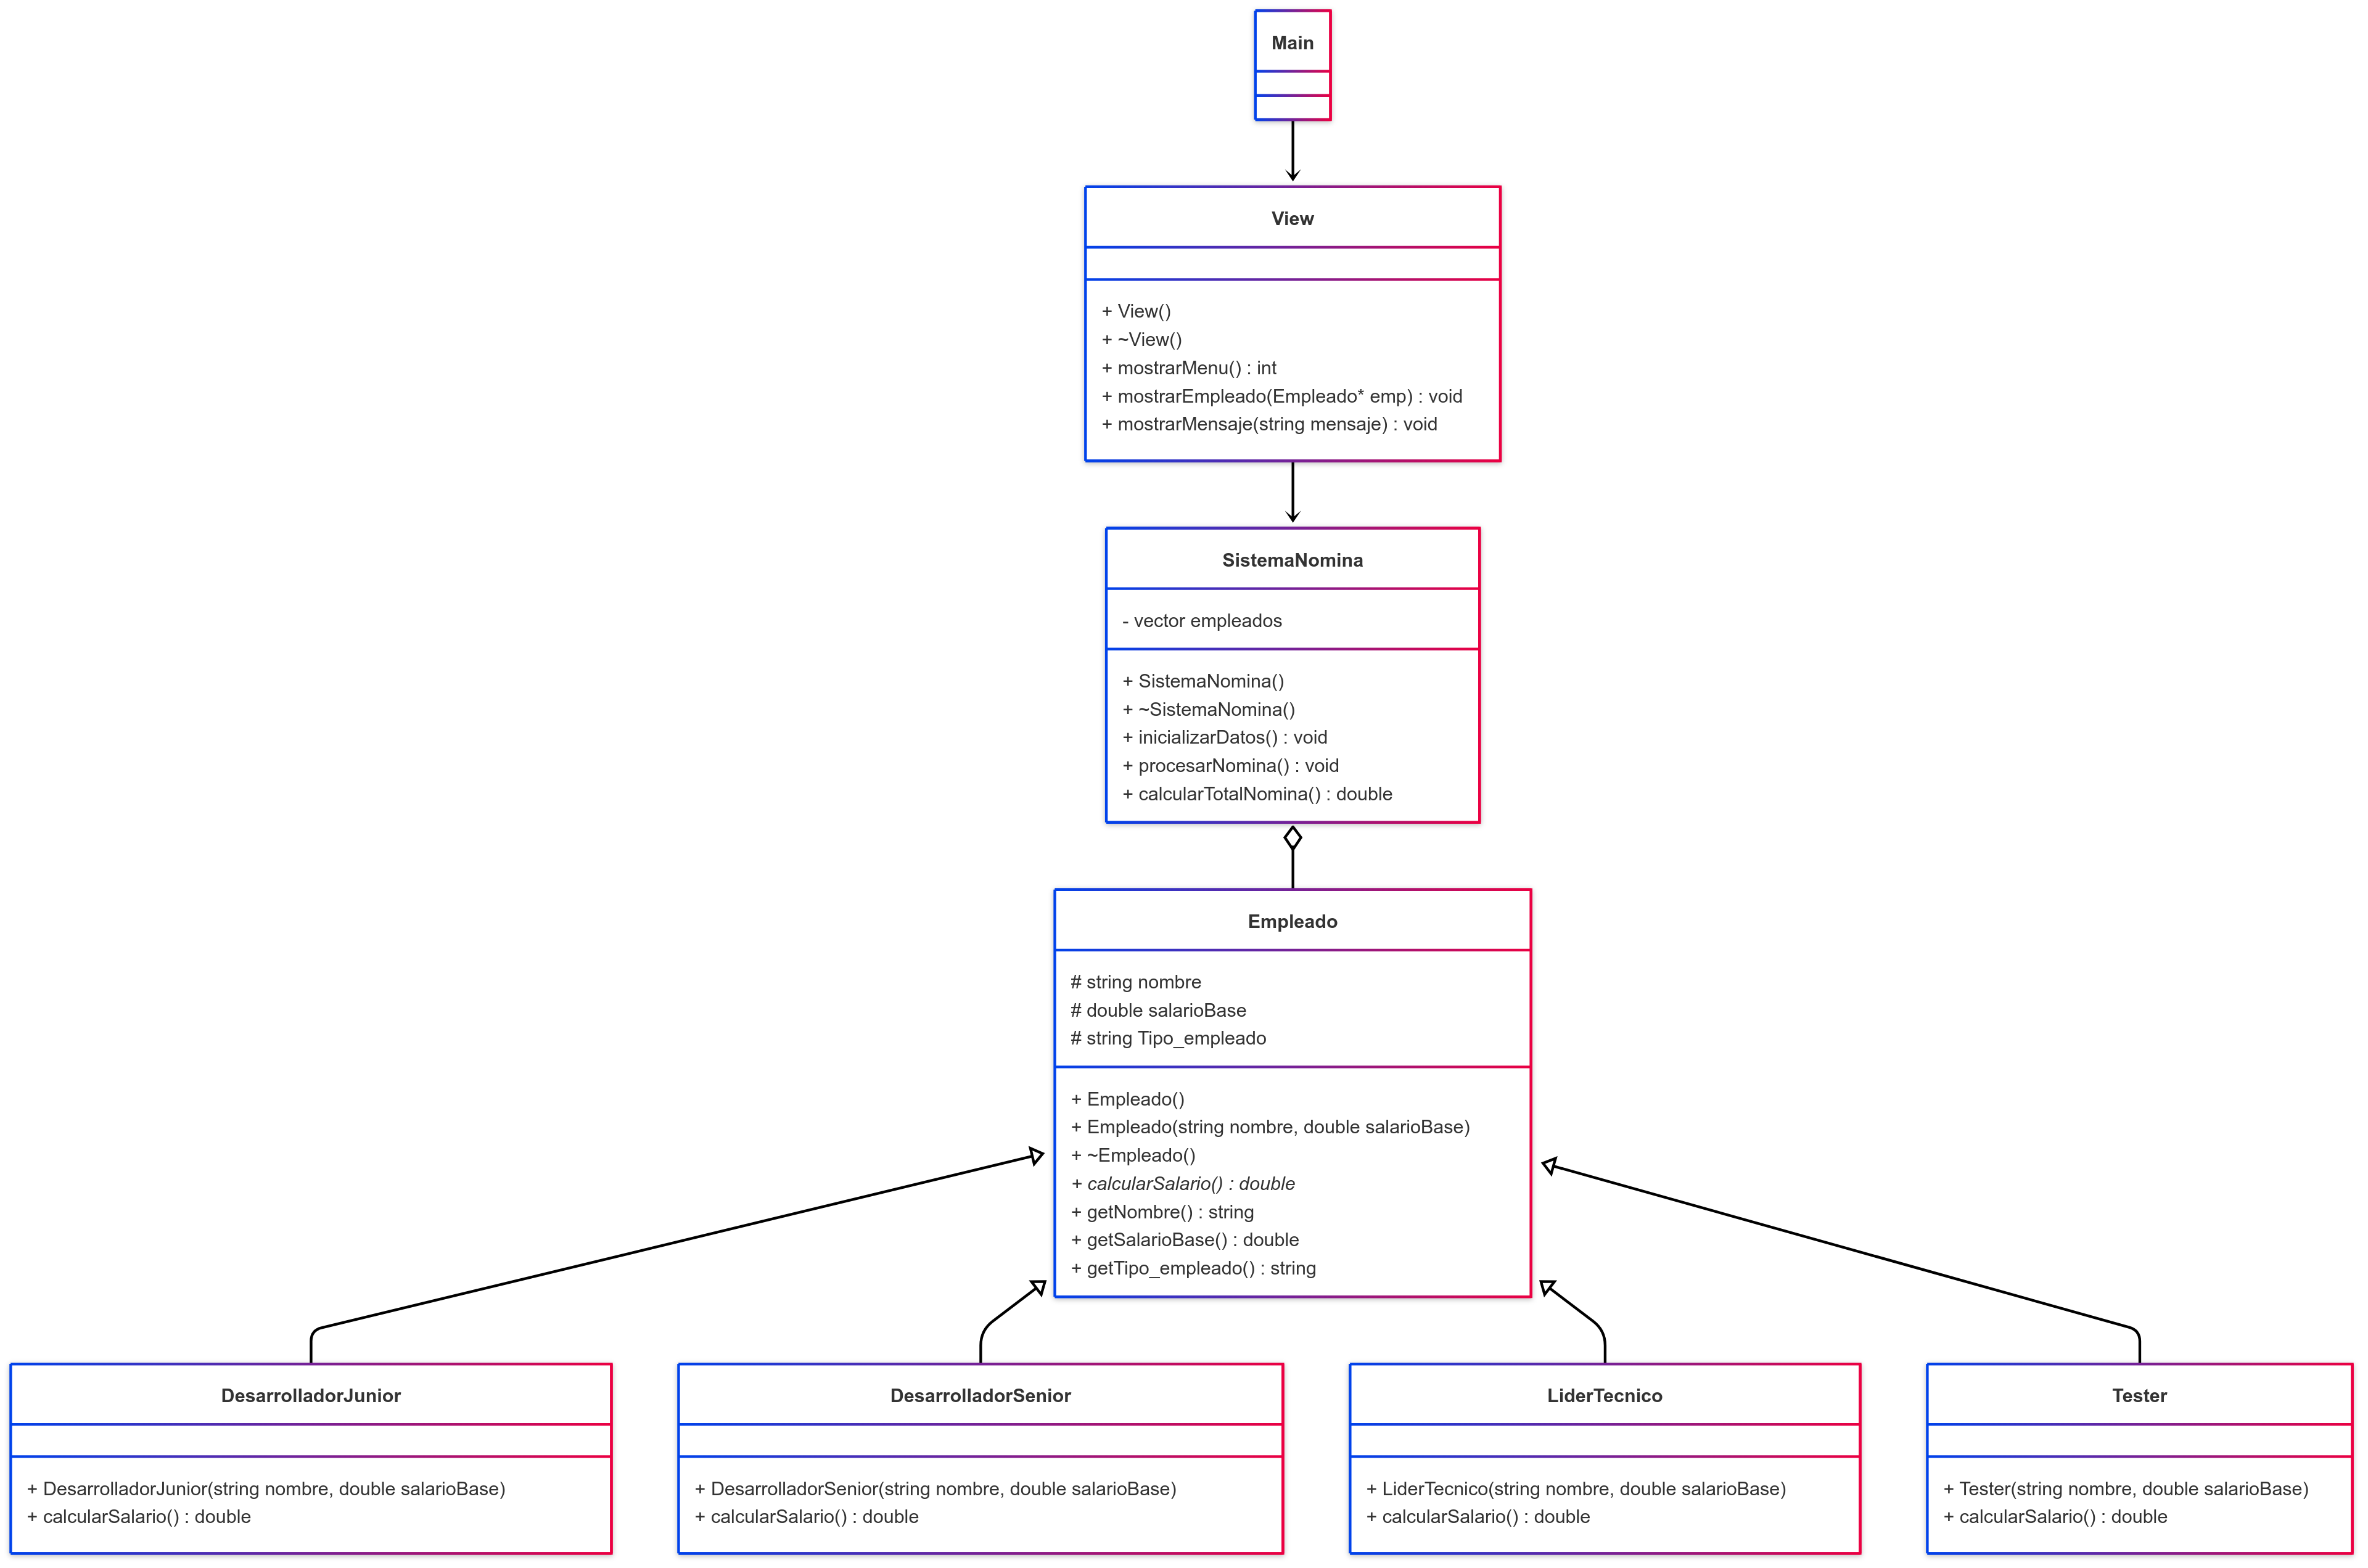 Main
View
+ View()
+ ~View()
+ mostrarMenu() : int
+ mostrarEmpleado(Empleado* emp) : void
+ mostrarMensaje(string mensaje) : void
SistemaNomina
- vector empleados
+ SistemaNomina()
+ ~SistemaNomina()
+ inicializarDatos() : void
+ procesarNomina() : void
+ calcularTotalNomina() : double
Empleado
# string nombre
# double salarioBase
# string Tipo_empleado
+ Empleado()
+ Empleado(string nombre, double salarioBase)
+ ~Empleado()
+ calcularSalario() : double
+ getNombre() : string
+ getSalarioBase() : double
+ getTipo_empleado() : string
DesarrolladorJunior
+ DesarrolladorJunior(string nombre, double salarioBase)
+ calcularSalario() : double
DesarrolladorSenior
+ DesarrolladorSenior(string nombre, double salarioBase)
+ calcularSalario() : double
LiderTecnico
+ LiderTecnico(string nombre, double salarioBase)
+ calcularSalario() : double
Tester
+ Tester(string nombre, double salarioBase)
+ calcularSalario() : double